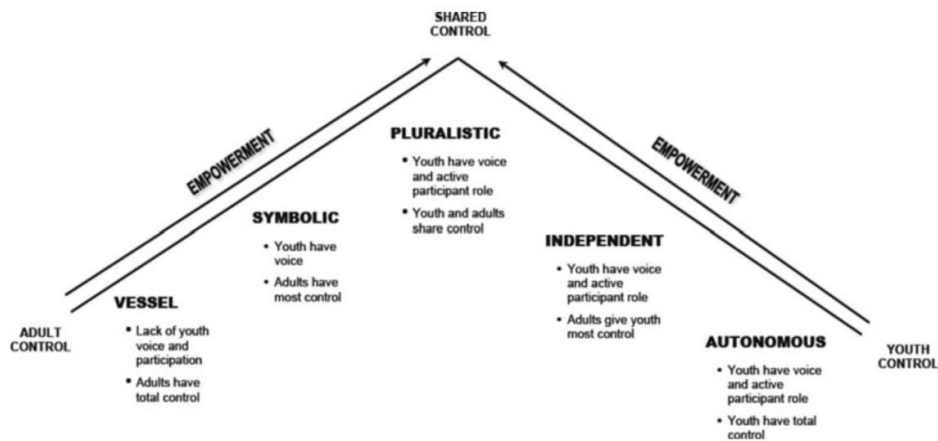 SHARED
CONTROL
EMPOWERMENT
EMPOWERMENT
PLURALISTIC
• Youth have voice
and active
participant role
• Youth and adults
share control
SYMBOLIC
• Youth have
voice
• Adults have
most control
INDEPENDENT
• Youth have voice
and active
participant role
• Adults give youth
most control
VESSEL
• Lack of youth
voice and
participation
• Adults have
total control
ADULT
CONTROL
AUTONOMOUS
• Youth have voice
and active
participant role
• Youth have total
control
YOUTH
CONTROL